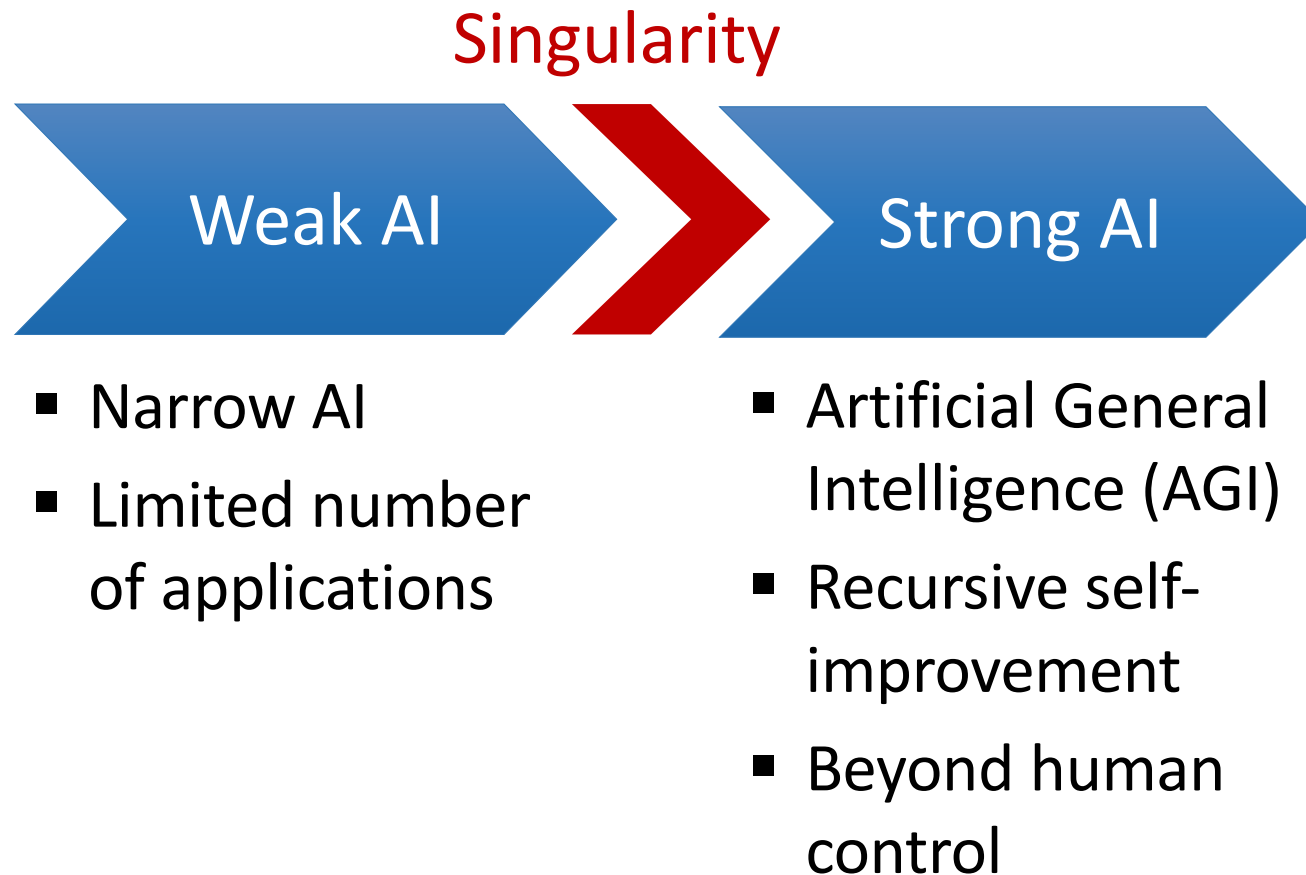 Singularity
Weak AI
Strong AI
▪ Narrow AI
▪ Limited number
of applications
▪ Artificial General
Intelligence (AGI)
▪ Recursive self-
improvement
▪ Beyond human
control